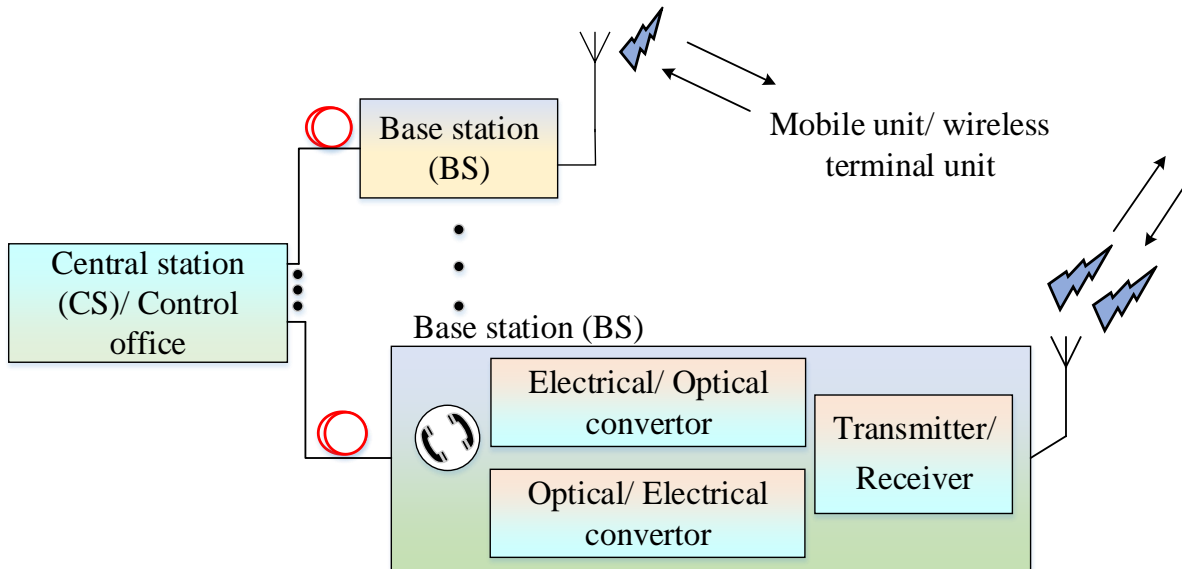 Base station
(BS)
Mobile unit/ wireless
terminal unit
Central station
(CS)/ Control
office
Base station (BS)
Electrical/ Optical
convertor
Transmitter/
Receiver
Optical/ Electrical
convertor